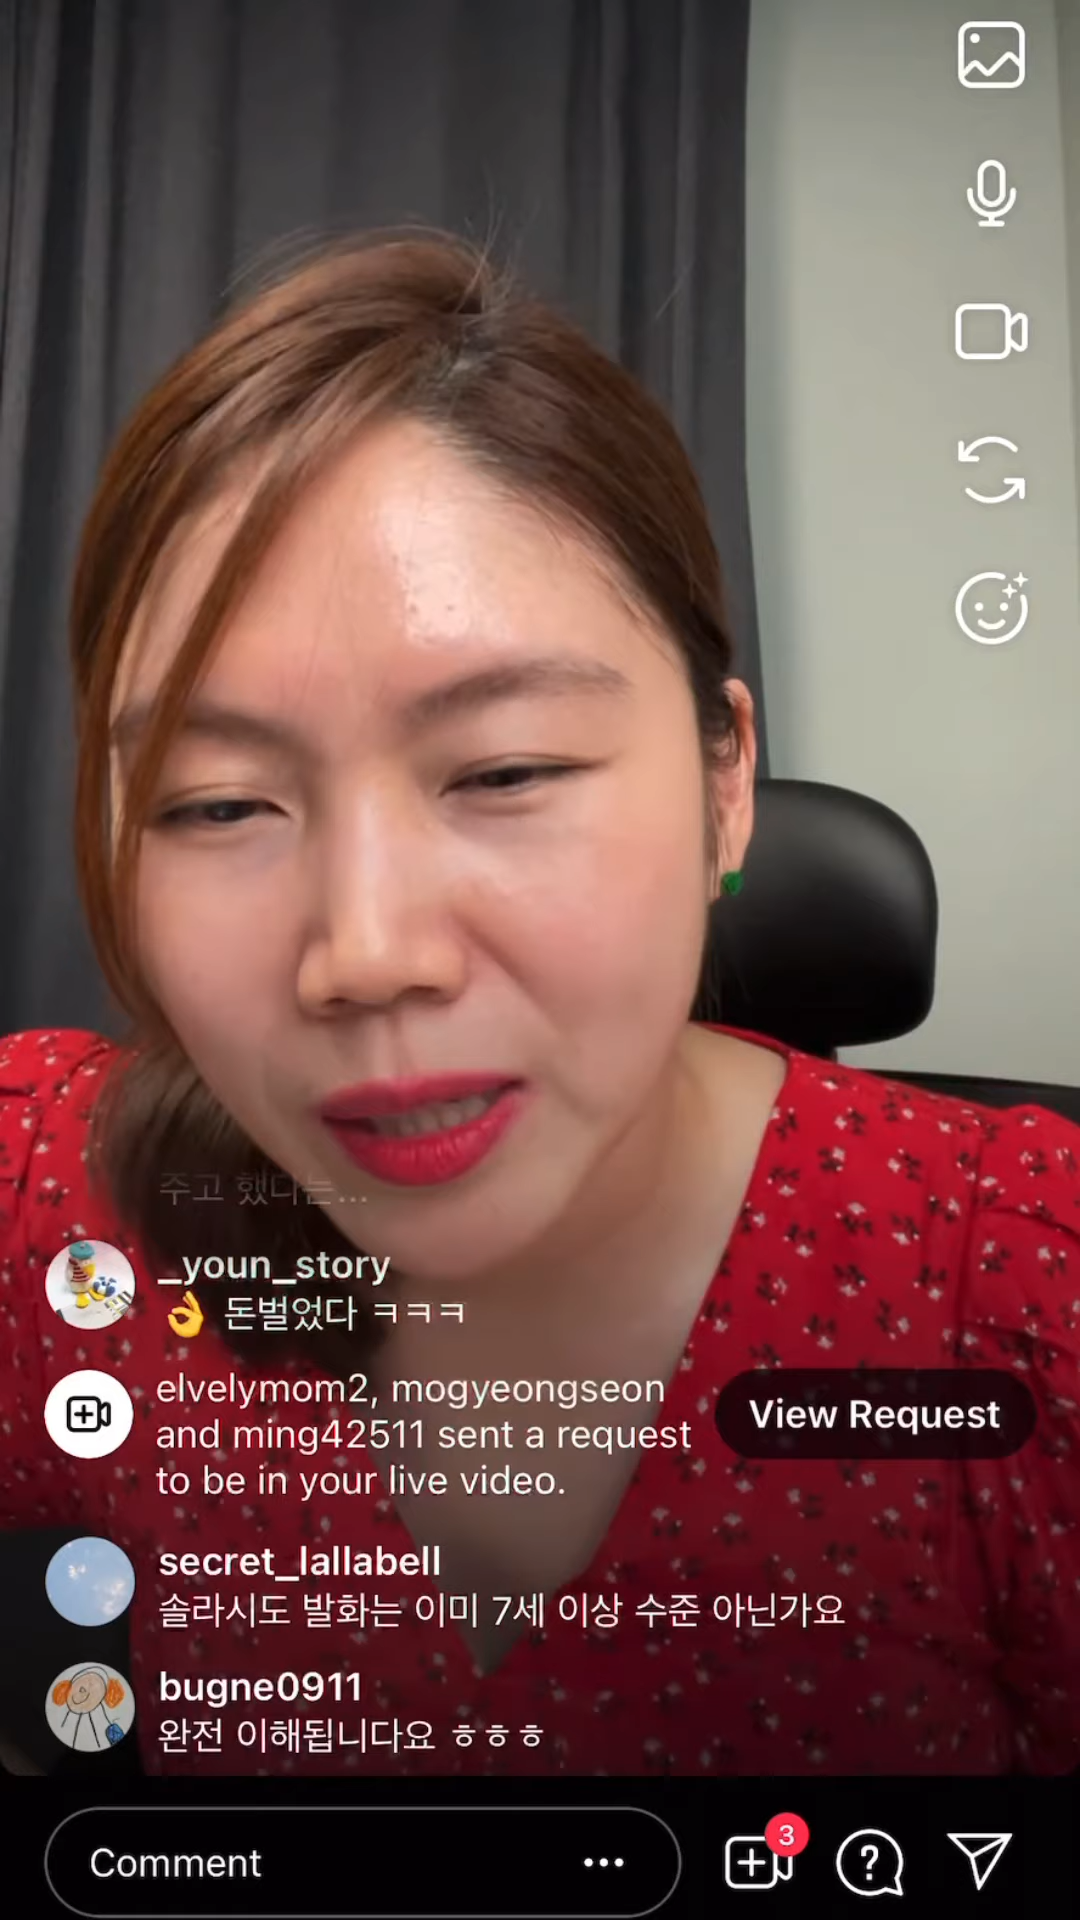 주고 했다는...
_youn_story
👌 돈벌었다 ㅋㅋㅋ
elvelymom2, mogyeongseon
and ming42511 sent a request
to be in your live video.
View Request
secret_lallabell
솔라시도 발화는 이미 7세 이상 수준 아닌가요
bugne0911
완전 이해됩니다요 ㅎㅎㅎ
Comment
3